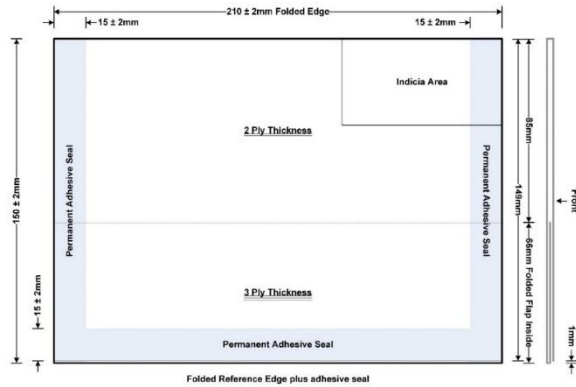 210 ± 2mm Folded Edge
15 ± 2mm
15 ± 2mm
Indicia Area
2 Ply Thickness
Permanent Adhesive Seal
Permanent Adhesive Seal
150 ± 2mm
85mm
149mm
Front
66mm Folded Flap Inside
15 ± 2mm
3 Ply Thickness
Permanent Adhesive Seal
1mm
Folded Reference Edge plus adhesive seal